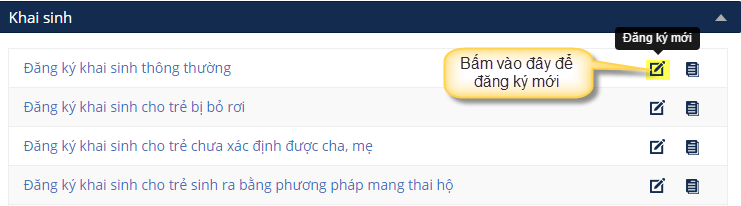 Khai sinh
Đăng ký mới
Đăng ký khai sinh thông thường
Bấm vào đây để
đăng ký mới
Đăng ký khai sinh cho trẻ bị bỏ rơi
Đăng ký khai sinh cho trẻ chưa xác định được cha, mẹ
Đăng ký khai sinh cho trẻ sinh ra bằng phương pháp mang thai hộ